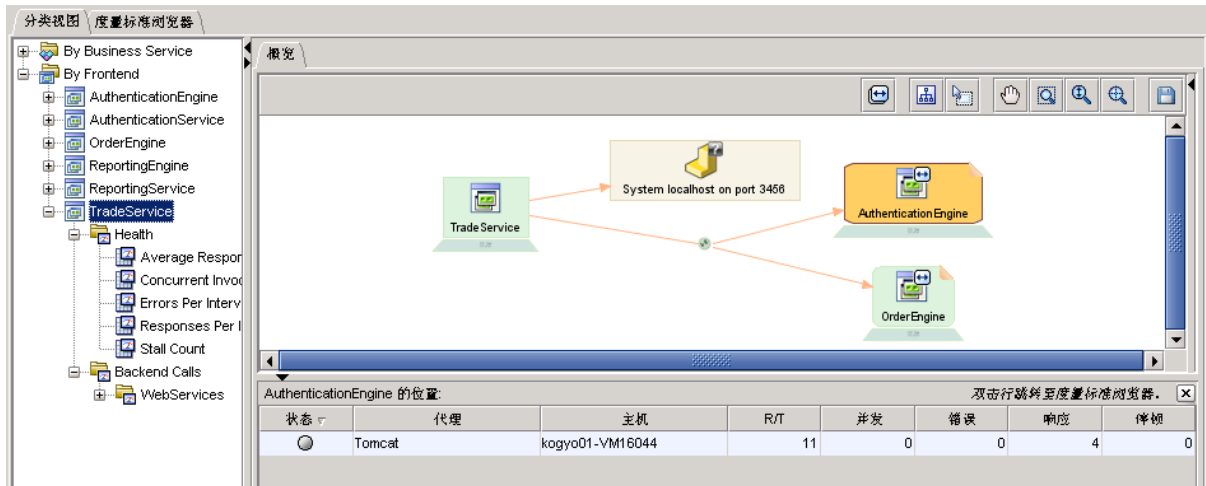 分类视图 度量标准浏览器
By Business Service
By Frontend
AuthenticationEngine
AuthenticationService
OrderEngine
ReportingEngine
ReportingService
TradeService
Health
Average Respor
Concurrent Invoc
Errors Per Interv
Responses Per I
Stall Count
Backend Calls
WebServices
概览
System localhost on port 3456
TradeService
AuthenticationEngine
OrderEngine
AuthenticationEngine 的位置: 双击行跳转至度量标准浏览器.
状态 代理 主机 R/T 并发 错误 响应 停顿
Tomcat kogyo01-VM16044 11 0 0 4 0